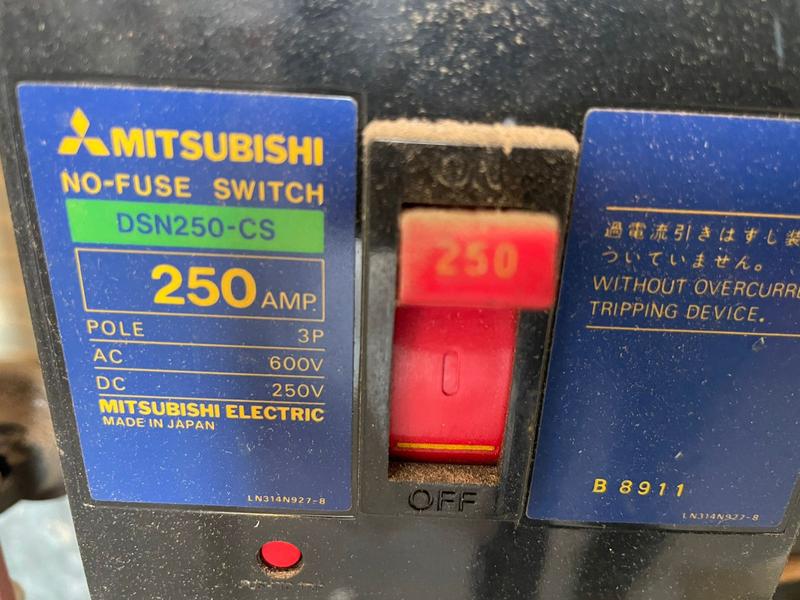 MITSUBISHI
NO-FUSE SWITCH
DSN250-CS
250 AMP
POLE 3P
AC 600V
DC 250V
MITSUBISHI ELECTRIC
MADE IN JAPAN
LN314N927-8
ON
250
OFF
過電流引きはずし装
ついていません。
WITHOUT OVERCURRE
TRIPPING DEVICE.
B 8911
LN314N927-8